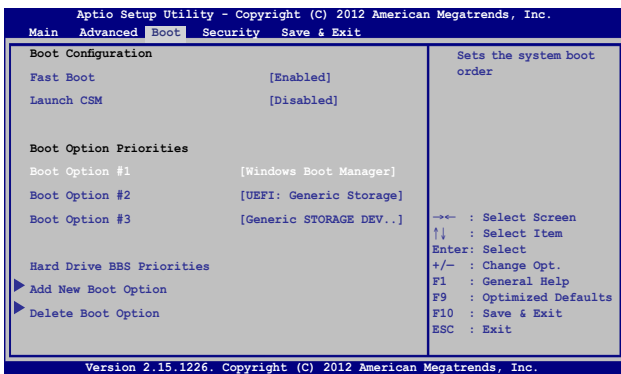 Aptio Setup Utility - Copyright (C) 2012 American Megatrends, Inc.
Main Advanced Boot Security Save & Exit
Boot Configuration
Fast Boot [Enabled]
Launch CSM [Disabled]
Boot Option Priorities
Boot Option #1 [Windows Boot Manager]
Boot Option #2 [UEFI: Generic Storage]
Boot Option #3 [Generic STORAGE DEV..]
Hard Drive BBS Priorities
Add New Boot Option
Delete Boot Option
Sets the system boot
order
→← : Select Screen
↑↓ : Select Item
Enter: Select
+/— : Change Opt.
F1 : General Help
F9 : Optimized Defaults
F10 : Save & Exit
ESC : Exit
Version 2.15.1226. Copyright (C) 2012 American Megatrends, Inc.